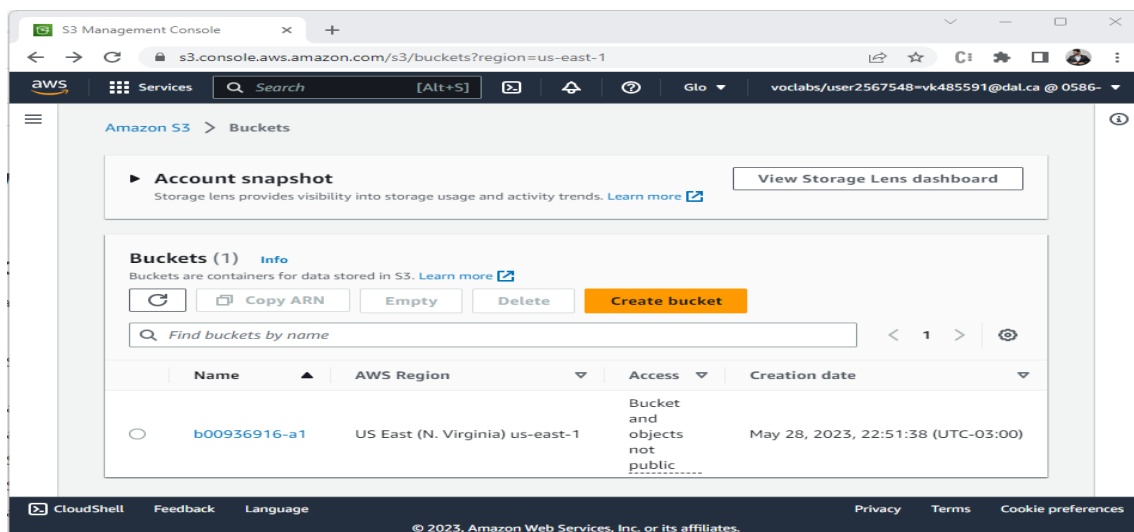 S3 Management Console
s3.console.aws.amazon.com/s3/buckets?region=us-east-1
aws Services Search [Alt+S] Glo voclabs/user2567548=vk485591@dal.ca @ 0586-
Amazon S3 > Buckets
Account snapshot View Storage Lens dashboard
Storage lens provides visibility into storage usage and activity trends. Learn more
Buckets (1) Info
Buckets are containers for data stored in S3. Learn more
Copy ARN Empty Delete Create bucket
Find buckets by name < 1 >
Name AWS Region Access Creation date
Bucket
and
b00936916-a1 US East (N. Virginia) us-east-1 objects May 28, 2023, 22:51:38 (UTC-03:00)
not
public
CloudShell Feedback Language Privacy Terms Cookie preferences
© 2023, Amazon Web Services, Inc. or its affiliates.